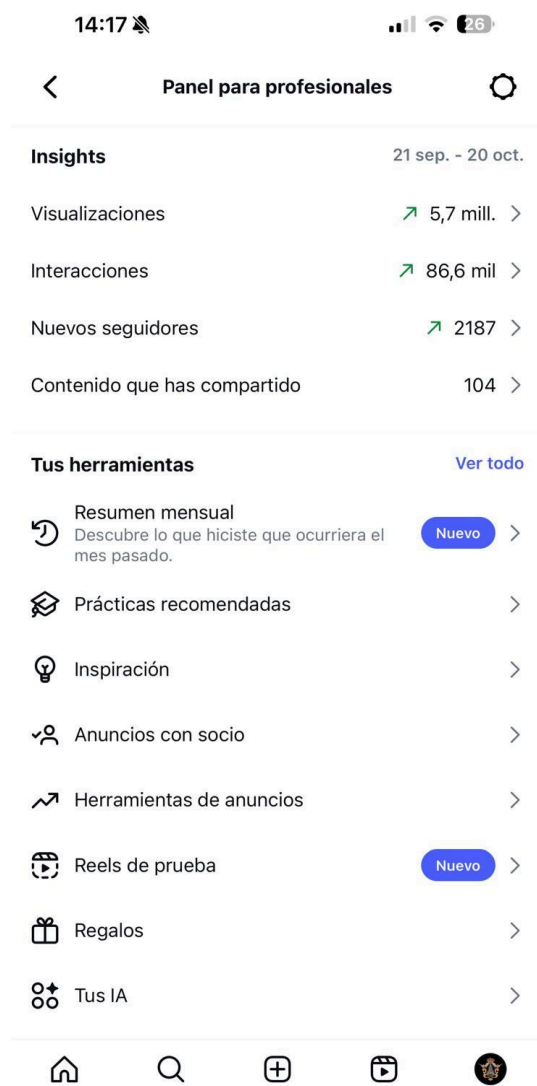 14:17
26
Panel para profesionales
Insights
21 sep. - 20 oct.
Visualizaciones
5,7 mill.
Interacciones
86,6 mil
Nuevos seguidores
2187
Contenido que has compartido
104
Tus herramientas
Ver todo
Resumen mensual
Descubre lo que hiciste que ocurriera el
mes pasado.
Nuevo
Prácticas recomendadas
Inspiración
Anuncios con socio
Herramientas de anuncios
Reels de prueba
Nuevo
Regalos
Tus IA